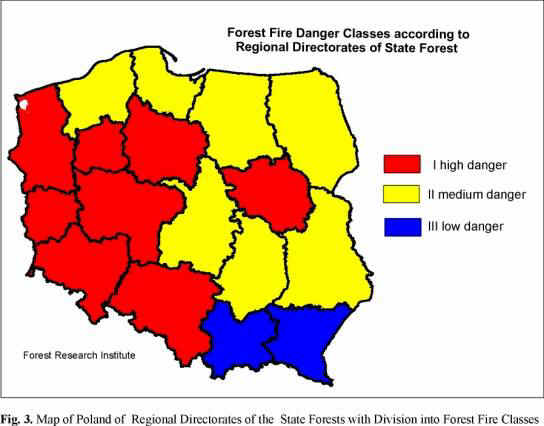 Forest Fire Danger Classes according to
Regional Directorates of State Forest
I high danger
II medium danger
III low danger
Forest Research Institute
Fig. 3. Map of Poland of Regional Directorates of the State Forests with Division into Forest Fire Classes